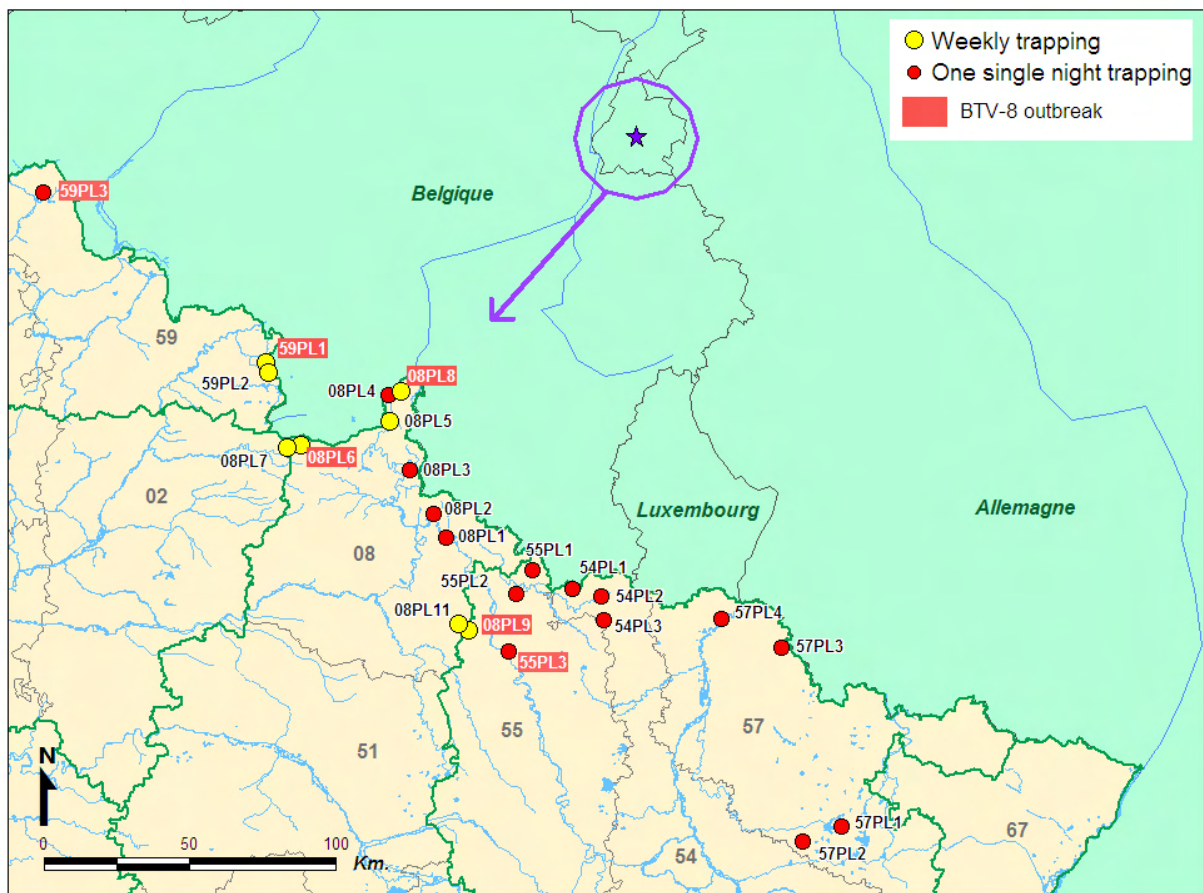 Weekly trapping
One single night trapping
BTV-8 outbreak
59PL3
Belgique
59
59PL1
59PL2
08PL4
08PL8
08PL5
08PL7
08PL6
08PL3
02
08PL2
Luxembourg
Allemagne
08
08PL1
55PL1
54PL1
55PL2
54PL2
08PL11
08PL9
54PL3
57PL4
57PL3
55PL3
51
55
57
N
0
50
100
Km.
57PL1
57PL2
54
67